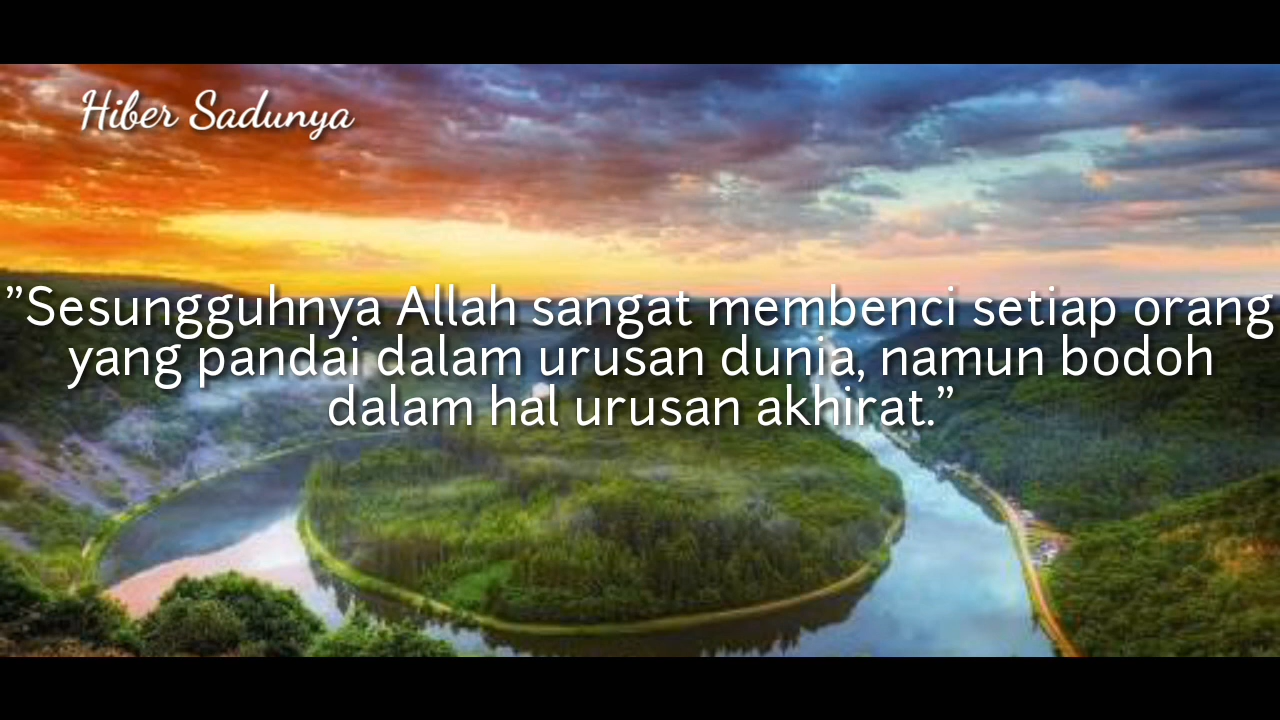 Hiber Sadunya
”Sesungguhnya Allah sangat membenci setiap orang
yang pandai dalam urusan dunia, namun bodoh
dalam hal urusan akhirat.”